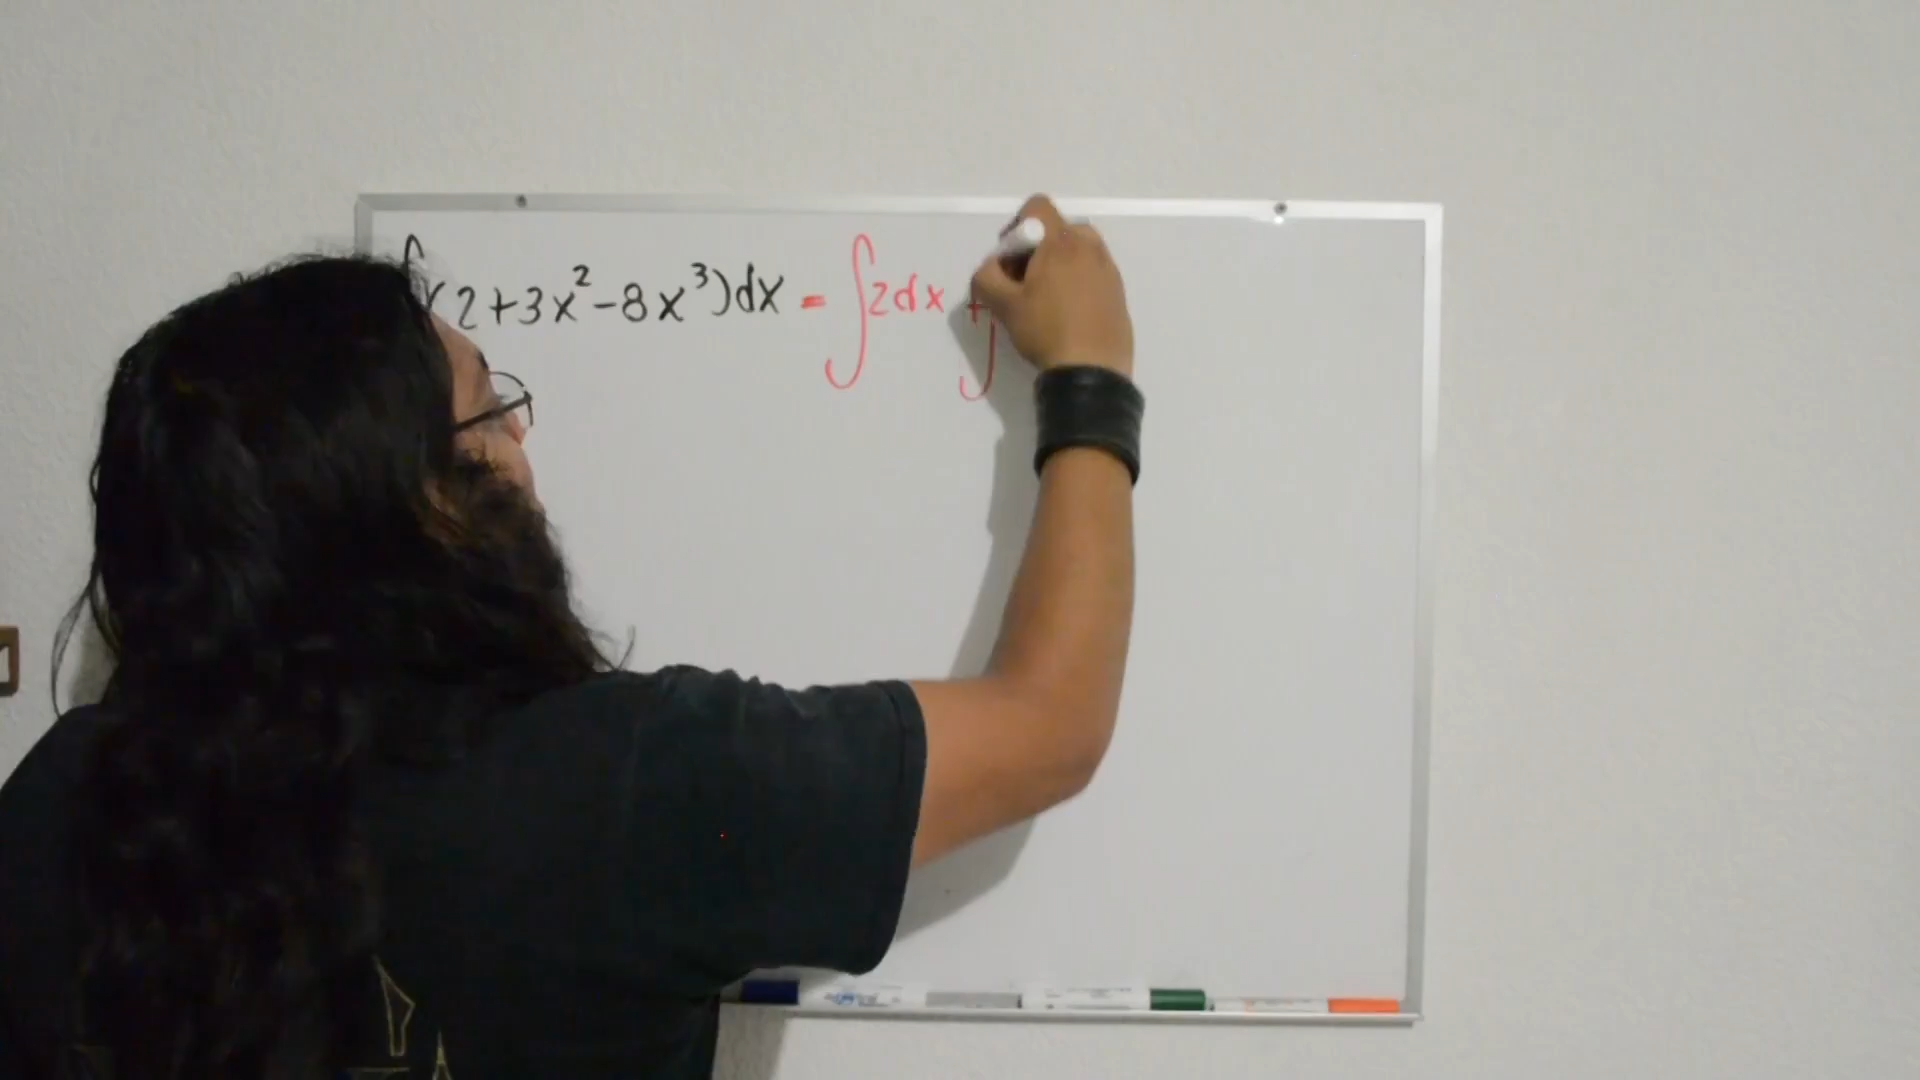 ∫(2+3x²-8x³)dx = ∫2dx + ∫